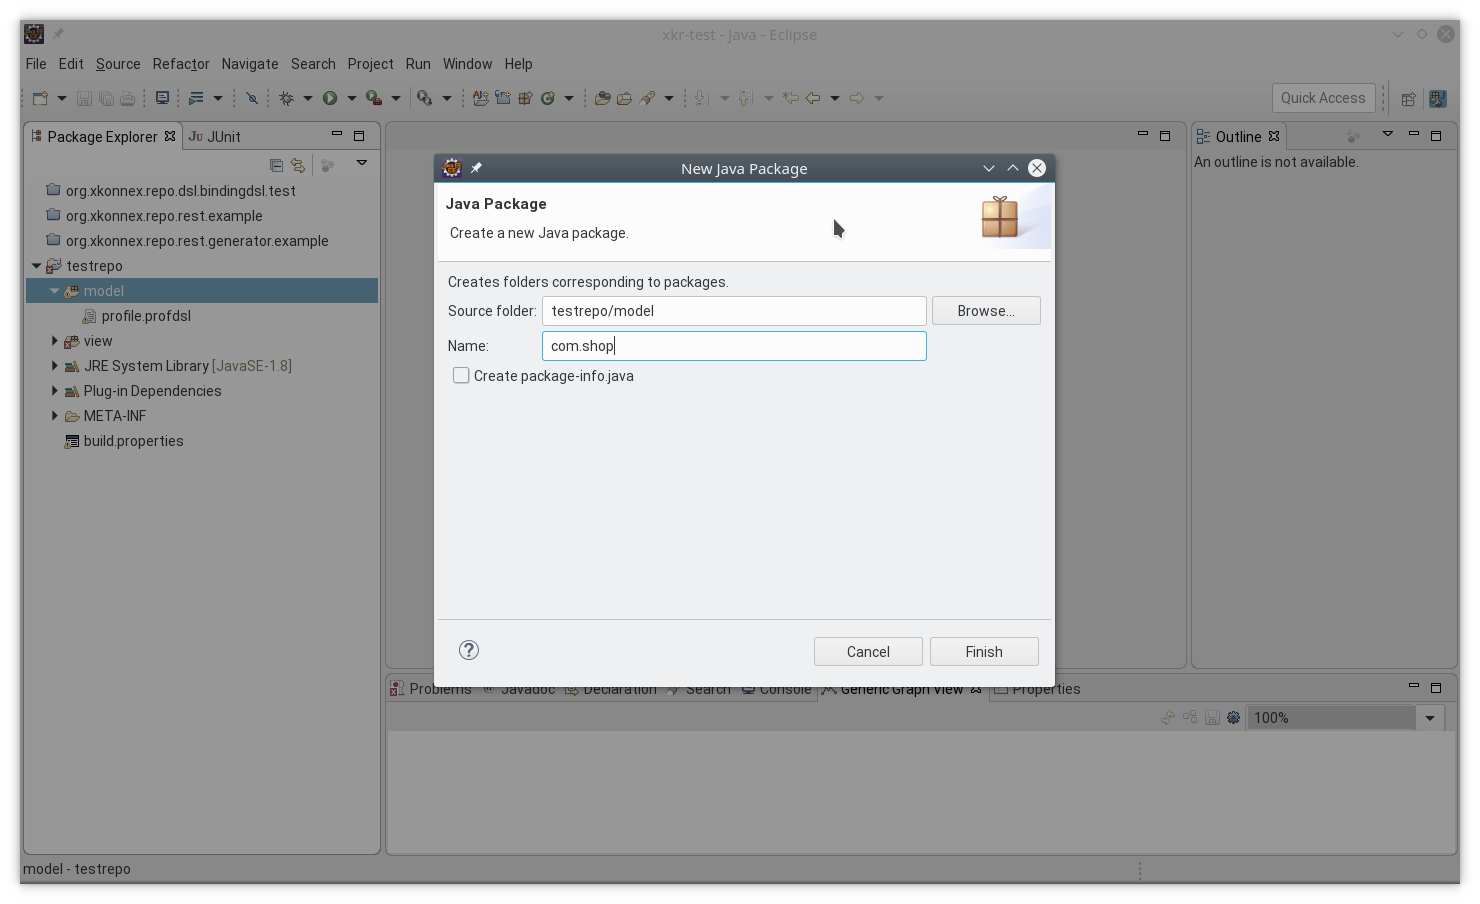 xkr-test - Java - Eclipse
File Edit Source Refactor Navigate Search Project Run Window Help
Quick Access
Package Explorer
JUnit
org.xkonnex.repo.dsl.bindingdsl.test
org.xkonnex.repo.rest.example
org.xkonnex.repo.rest.generator.example
testrepo
model
profile.profdsl
view
JRE System Library [JavaSE-1.8]
Plug-in Dependencies
META-INF
build.properties
New Java Package
Java Package
Create a new Java package.
Creates folders corresponding to packages.
Source folder: testrepo/model Browse...
Name: com.shop
Create package-info.java
Cancel Finish
Outline
An outline is not available.
Problems Javadoc Declaration Search Console Generic Graph View Properties
100%
model - testrepo